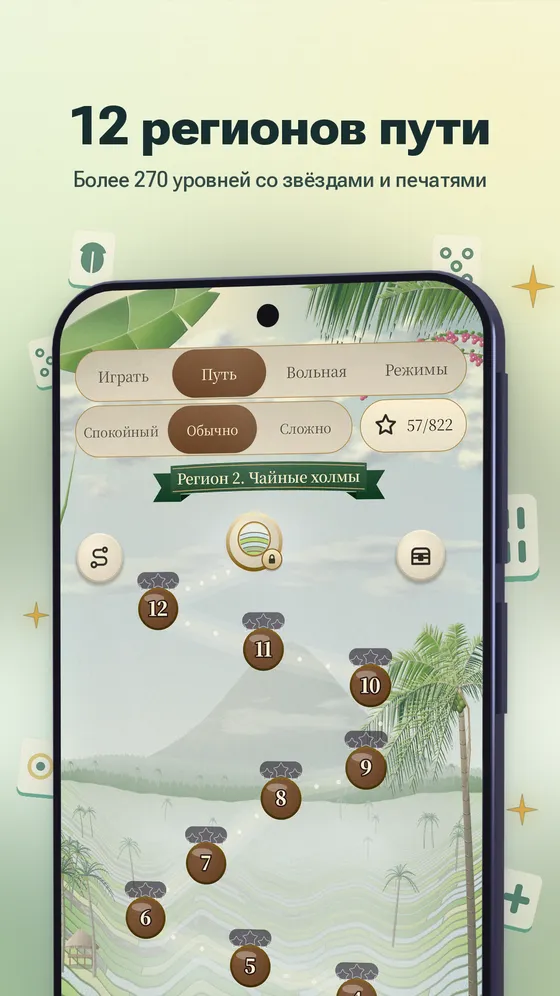 12 регионов пути
Более 270 уровней со звёздами и печатями
Играть Путь Вольная Режимы
Спокойный Обычно Сложно 57/822
Регион 2. Чайные холмы
12
11
10
9
8
7
6
5
4